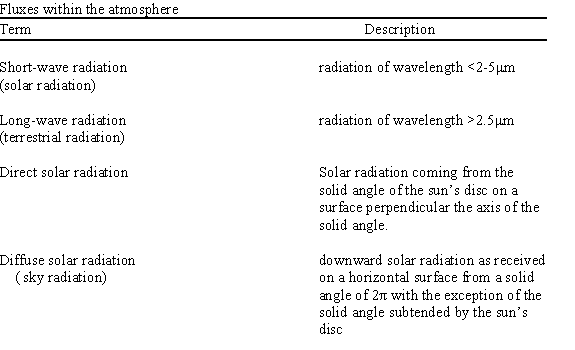 Fluxes within the atmosphere
Term Description
Short-wave radiation radiation of wavelength <2-5μm
(solar radiation)
Long-wave radiation radiation of wavelength >2.5μm
(terrestrial radiation)
Direct solar radiation Solar radiation coming from the
solid angle of the sun's disc on a
surface perpendicular the axis of the
solid angle.
Diffuse solar radiation downward solar radiation as received
( sky radiation) on a horizontal surface from a solid
angle of 2π with the exception of the
solid angle subtended by the sun's
disc